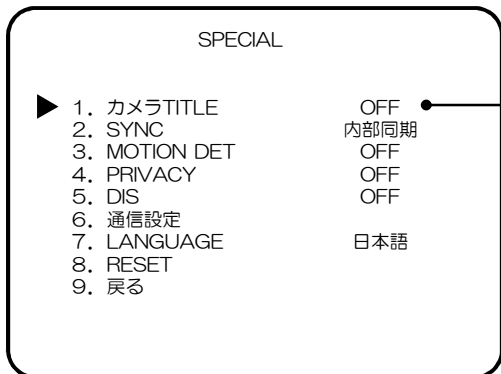 SPECIAL
1. カメラTITLE OFF
2. SYNC 内部同期
3. MOTION DET OFF
4. PRIVACY OFF
5. DIS OFF
6. 通信設定
7. LANGUAGE 日本語
8. RESET
9. 戻る